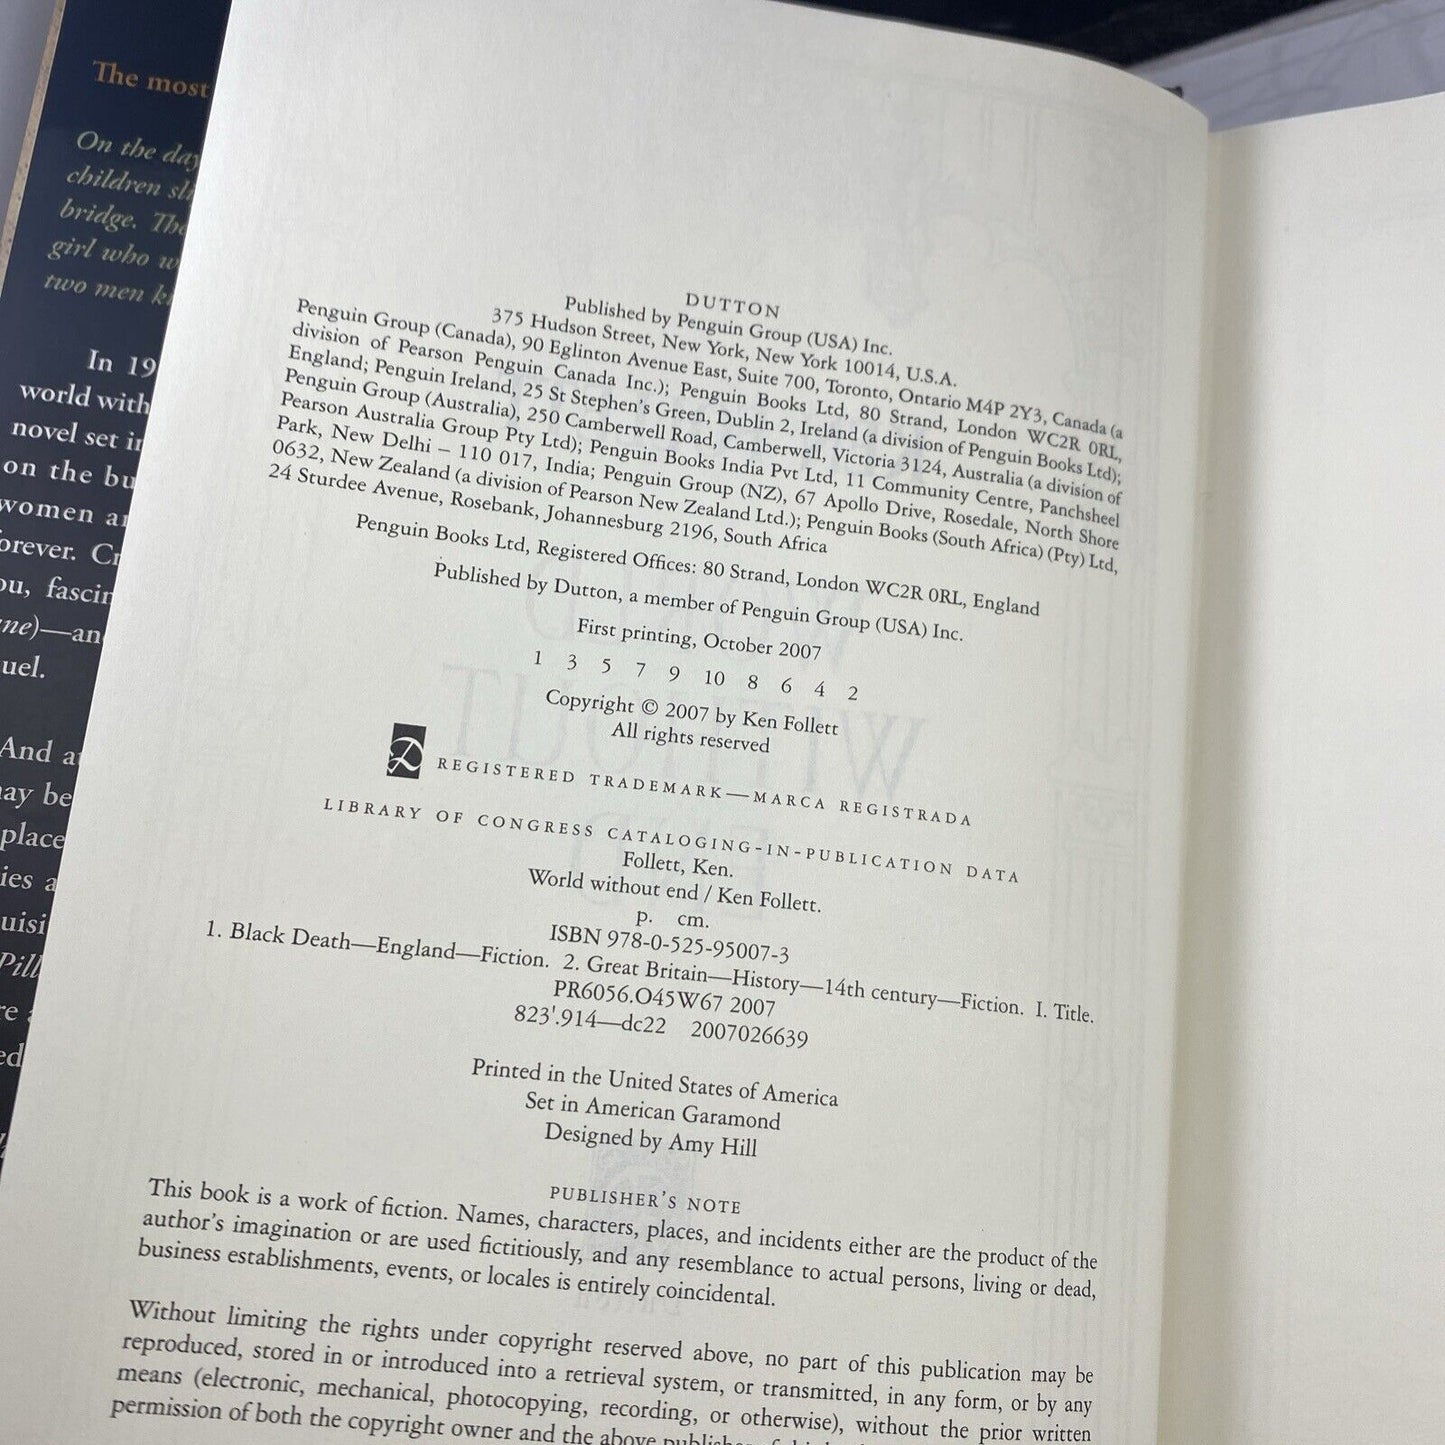 The most
On the day
children
bridge. The
girl who
two men
In 19
world with
novel set in
on the
women
forever.
fascin
—an
And
may be
place
DUTTON
Published by Penguin Group (USA) Inc.
375 Hudson Street, New York, New York 10014, U.S.A.
Penguin Group (Canada), 90 Eglinton Avenue East, Suite 700, Toronto, Ontario M4P 2Y3, Canada (a
division of Pearson Penguin Canada Inc.); Penguin Books Ltd, 80 Strand, London WC2R 0RL,
England; Penguin Ireland, 25 St Stephen's Green, Dublin 2, Ireland (a division of Penguin Books Ltd);
Penguin Group (Australia), 250 Camberwell Road, Camberwell, Victoria 3124, Australia (a division of
Pearson Australia Group Pty Ltd); Penguin Books India Pvt Ltd, 11 Community Centre, Panchsheel
Park, New Delhi – 110 017, India; Penguin Group (NZ), 67 Apollo Drive, Rosedale, North Shore
0632, New Zealand (a division of Pearson New Zealand Ltd.); Penguin Books (South Africa) (Pty) Ltd,
24 Sturdee Avenue, Rosebank, Johannesburg 2196, South Africa
Penguin Books Ltd, Registered Offices: 80 Strand, London WC2R 0RL, England
Published by Dutton, a member of Penguin Group (USA) Inc.
First printing, October 2007
1 3 5 7 9 10 8 6 4 2
Copyright © 2007 by Ken Follett
All rights reserved
REGISTERED TRADEMARK—MARCA REGISTRADA
LIBRARY OF CONGRESS CATALOGING-IN-PUBLICATION DATA
Follett, Ken.
World without end / Ken Follett.
p. cm.
ISBN 978-0-525-95007-3
1. Black Death—England—Fiction. 2. Great Britain—History—14th century—Fiction. I. Title.
PR6056.O45W67 2007
823'.914—dc22 2007026639
Printed in the United States of America
Set in American Garamond
Designed by Amy Hill
PUBLISHER'S NOTE
This book is a work of fiction. Names, characters, places, and incidents either are the product of the
author's imagination or are used fictitiously, and any resemblance to actual persons, living or dead,
business establishments, events, or locales is entirely coincidental.
Without limiting the rights under copyright reserved above, no part of this publication may be
reproduced, stored in or introduced into a retrieval system, or transmitted, in any form, or by any
means (electronic, mechanical, photocopying, recording, or otherwise), without the prior written
permission of both the copyright owner and the above